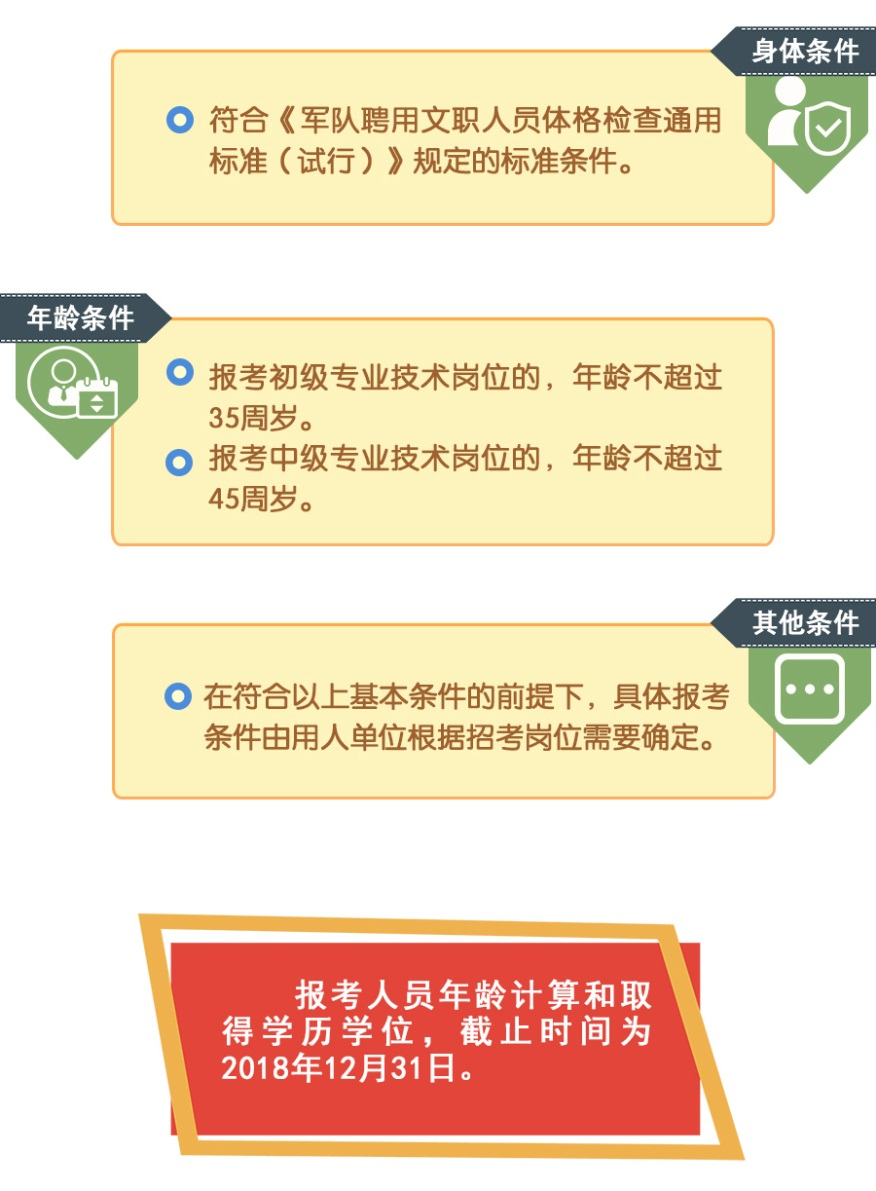 身体条件
符合《军队聘用文职人员体格检查通用
标准（试行）》规定的标准条件。
年龄条件
报考初级专业技术岗位的，年龄不超过
35周岁。
报考中级专业技术岗位的，年龄不超过
45周岁。
其他条件
在符合以上基本条件的前提下，具体报考
条件由用人单位根据招考岗位需要确定。
报考人员年龄计算和取
得学历学位，截止时间为
2018年12月31日。